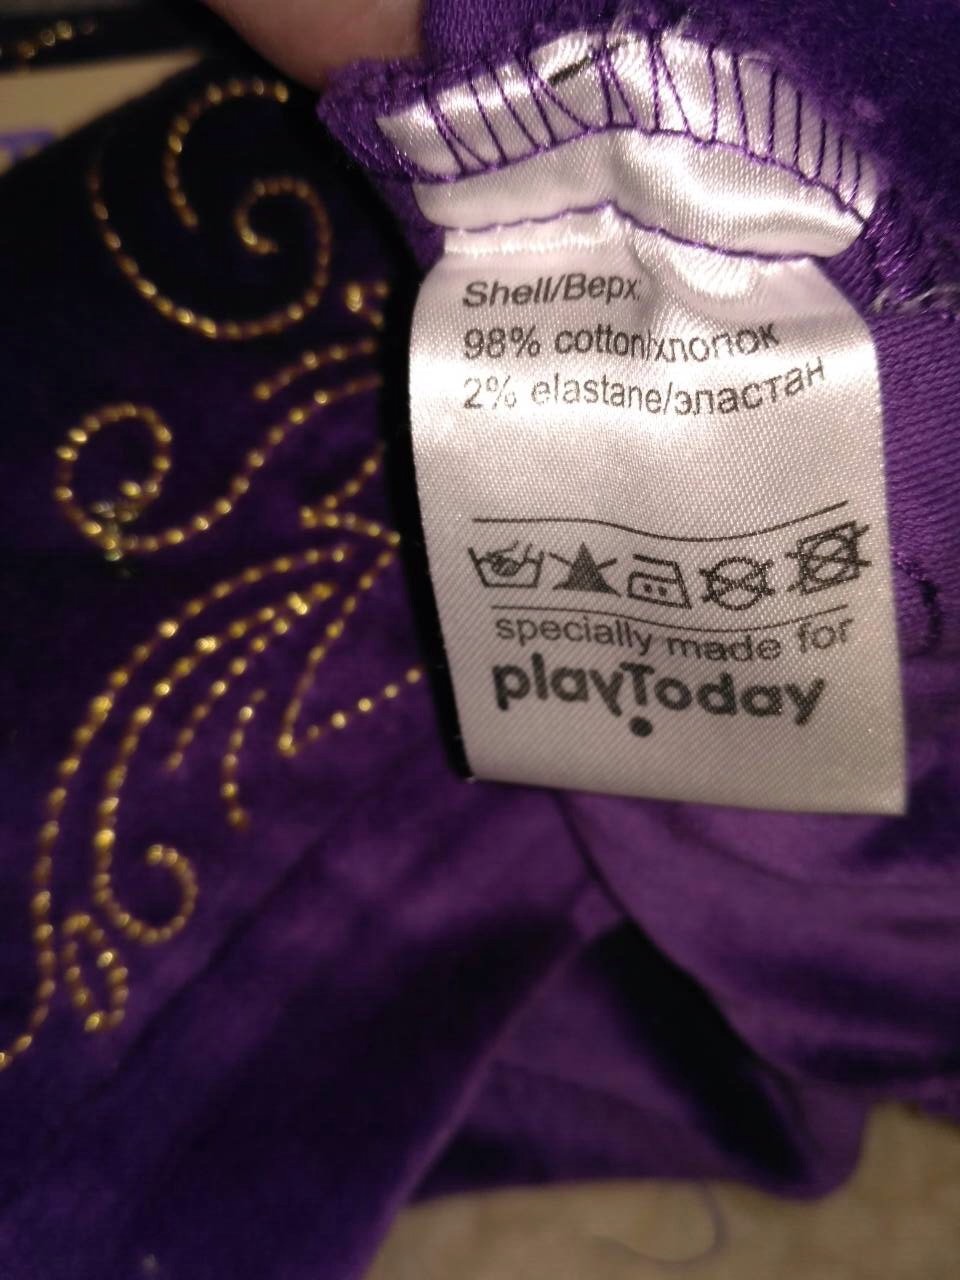 Shell/Верх
98% cotton/хлопок
2% elastane/эластан
specially made for
playToday